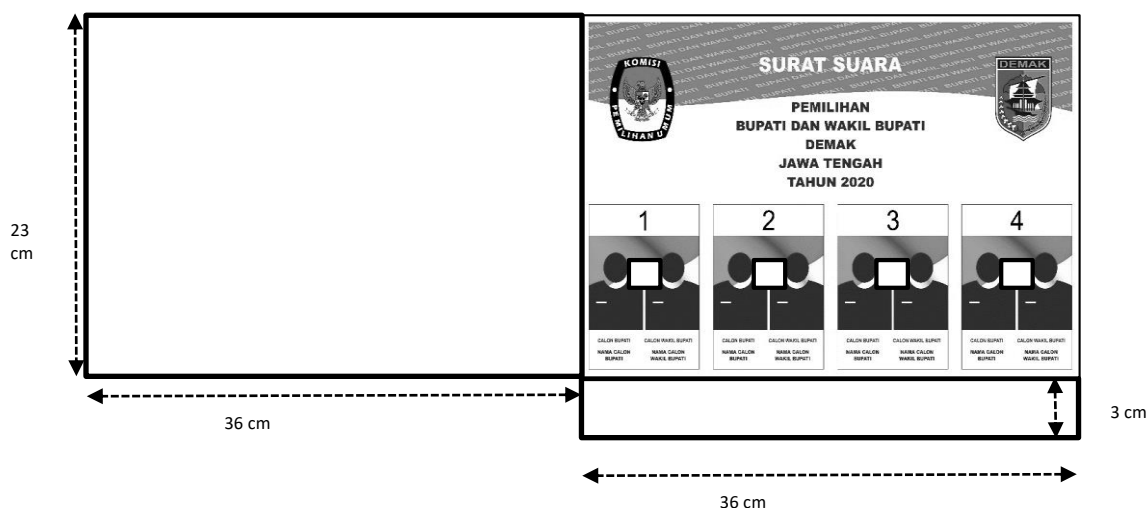 KOMISI
PEMILIHAN UMUM
SURAT SUARA
DEMAK
PEMILIHAN
BUPATI DAN WAKIL BUPATI
DEMAK
JAWA TENGAH
TAHUN 2020
23
cm
1
2
3
4
CALON BUPATI CALON WAKIL BUPATI
NAMA CALON NAMA CALON
BUPATI WAKIL BUPATI
CALON BUPATI CALON WAKIL BUPATI
NAMA CALON NAMA CALON
BUPATI WAKIL BUPATI
CALON BUPATI CALON WAKIL BUPATI
NAMA CALON NAMA CALON
BUPATI WAKIL BUPATI
CALON BUPATI CALON WAKIL BUPATI
NAMA CALON NAMA CALON
BUPATI WAKIL BUPATI
36 cm
3 cm
36 cm